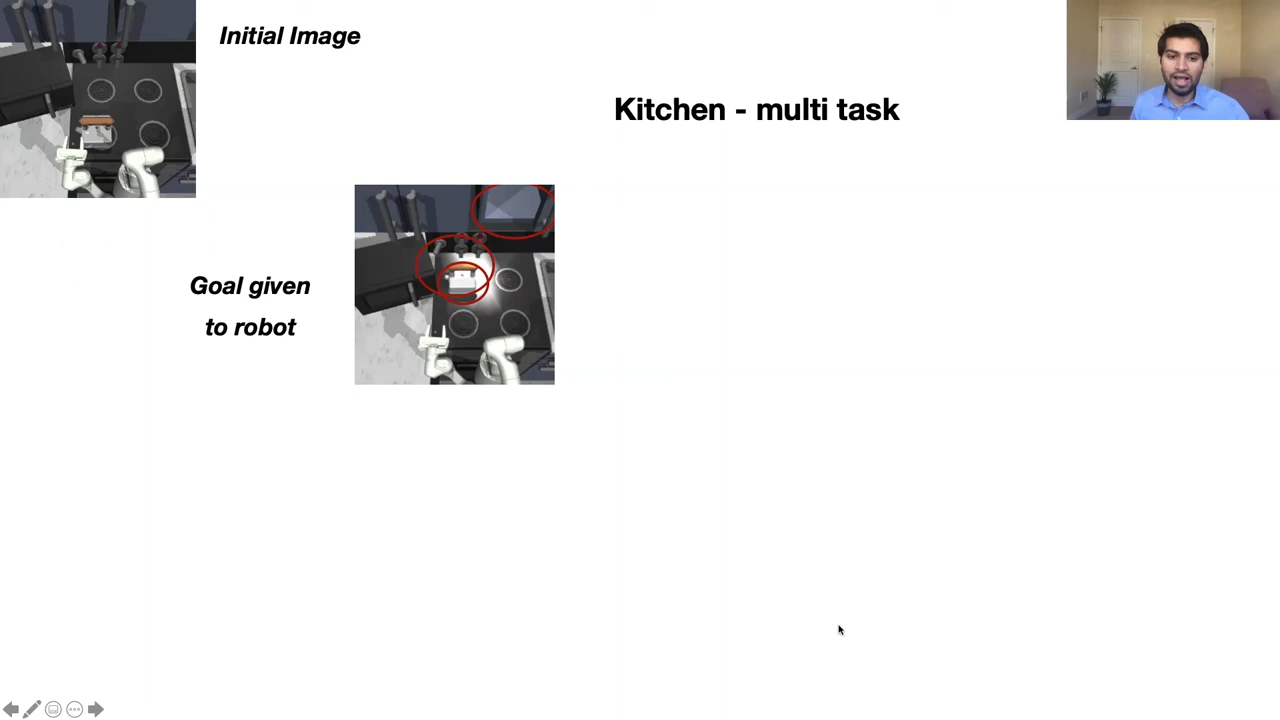 Initial Image
Kitchen - multi task
Goal given
to robot